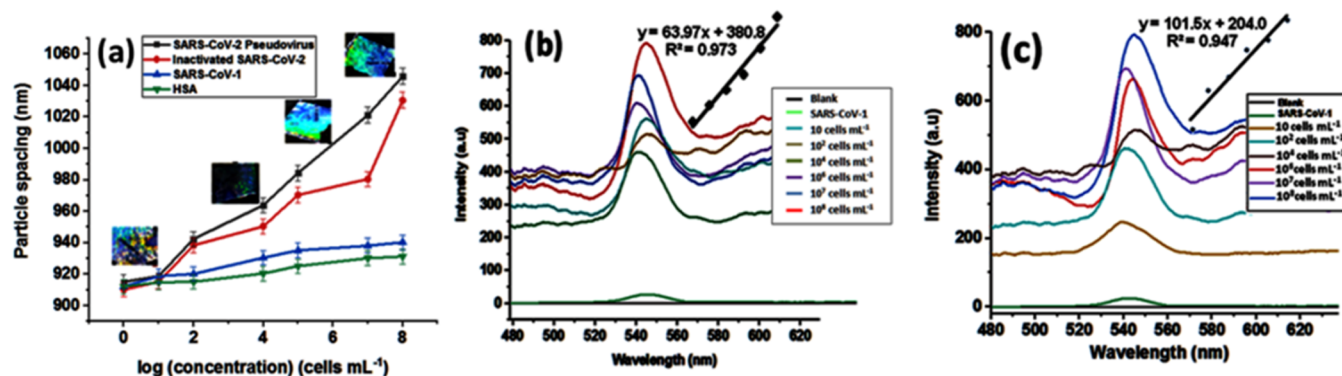 (a)
SARS-CoV-2 Pseudovirus
Inactivated SARS-CoV-2
SARS-CoV-1
HSA
1060
1040
1020
1000
980
960
940
920
900
Particle spacing (nm)
0 2 4 6 8
log (concentration) (cells mL⁻¹)
(b)
y = 63.97x + 380.8
R² = 0.973
800
700
600
500
400
300
200
100
0
Intensity (a.u)
Blank
SARS-CoV-1
10 cells mL⁻¹
10² cells mL⁻¹
10⁴ cells mL⁻¹
10⁶ cells mL⁻¹
10⁷ cells mL⁻¹
10⁸ cells mL⁻¹
480 500 520 540 560 580 600 620
Wavelength (nm)
(c)
y = 101.5x + 204.0
R² = 0.947
800
600
400
200
0
Intensity (a.u)
Blank
SARS-CoV-1
10 cells mL⁻¹
10² cells mL⁻¹
10⁴ cells mL⁻¹
cells mL⁻¹
10⁷ cells mL⁻¹
cells mL⁻¹
480 500 520 540 560 580 600 620
Wavelength (nm)